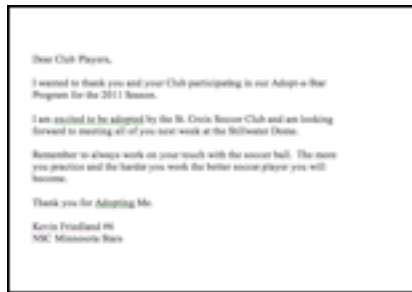 Dear Club Players,
I wanted to thank you and your Club participating in our Adopt-a-Star
Program for the 2011 Season.
I am excited to be adopted by the St. Croix Soccer Club and am looking
forward to meeting all of you next week at the Stillwater Dome.
Remember to always work on your touch with the soccer ball. The more
you practice and the harder you work the better soccer player you will
become.
Thank you for Adopting Me.
Kevin Friedland #6
NSC Minnesota Stars